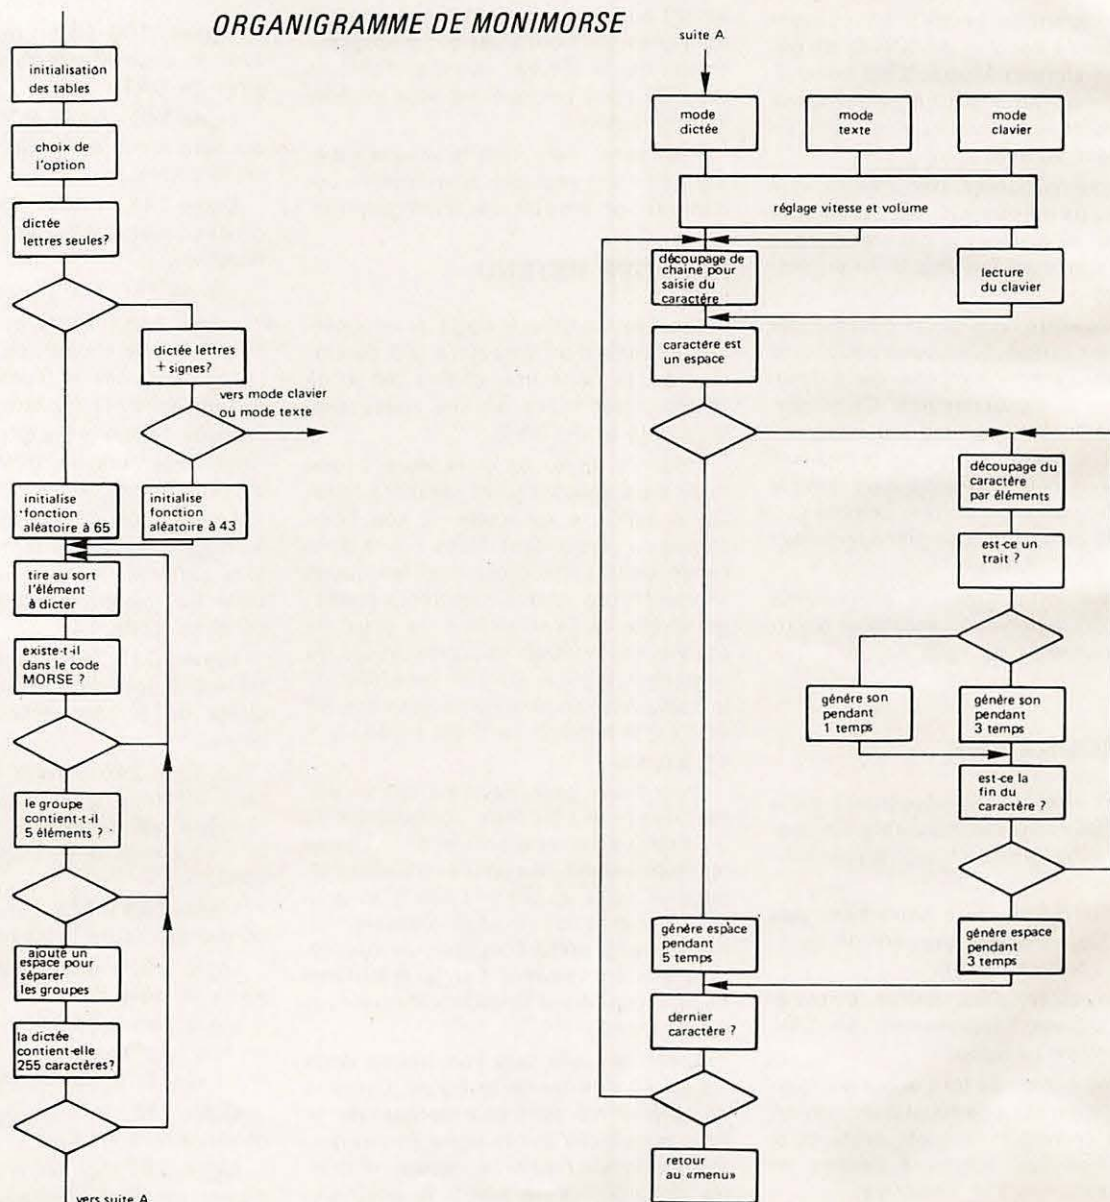 ORGANIGRAMME DE MONIMORSE
initialisation
des tables
choix de
l'option
dictée
lettres seules?
dictée lettres
+ signes?
vers mode clavier
ou mode texte
initialise
fonction
aléatoire à 65
initialise
fonction
aléatoire à 43
tire au sort
l'élément
à dicter
existe-t-il
dans le code
MORSE ?
le groupe
contient-t-il
5 éléments ?
ajoute un
espace pour
séparer
les groupes
la dictée
contient-elle
255 caractères?
vers suite A
suite A
mode
dictée
mode
texte
mode
clavier
réglage vitesse et volume
découpage de
chaine pour
saisie du
caractère
lecture
du clavier
caractère est
un espace
découpage du
caractère
par éléments
est-ce un
trait ?
génére son
pendant
1 temps
génére son
pendant
3 temps
est-ce la
fin du
caractère ?
génére espace
pendant
5 temps
génère espace
pendant
3 temps
dernier
caractère ?
retour
au «menu»